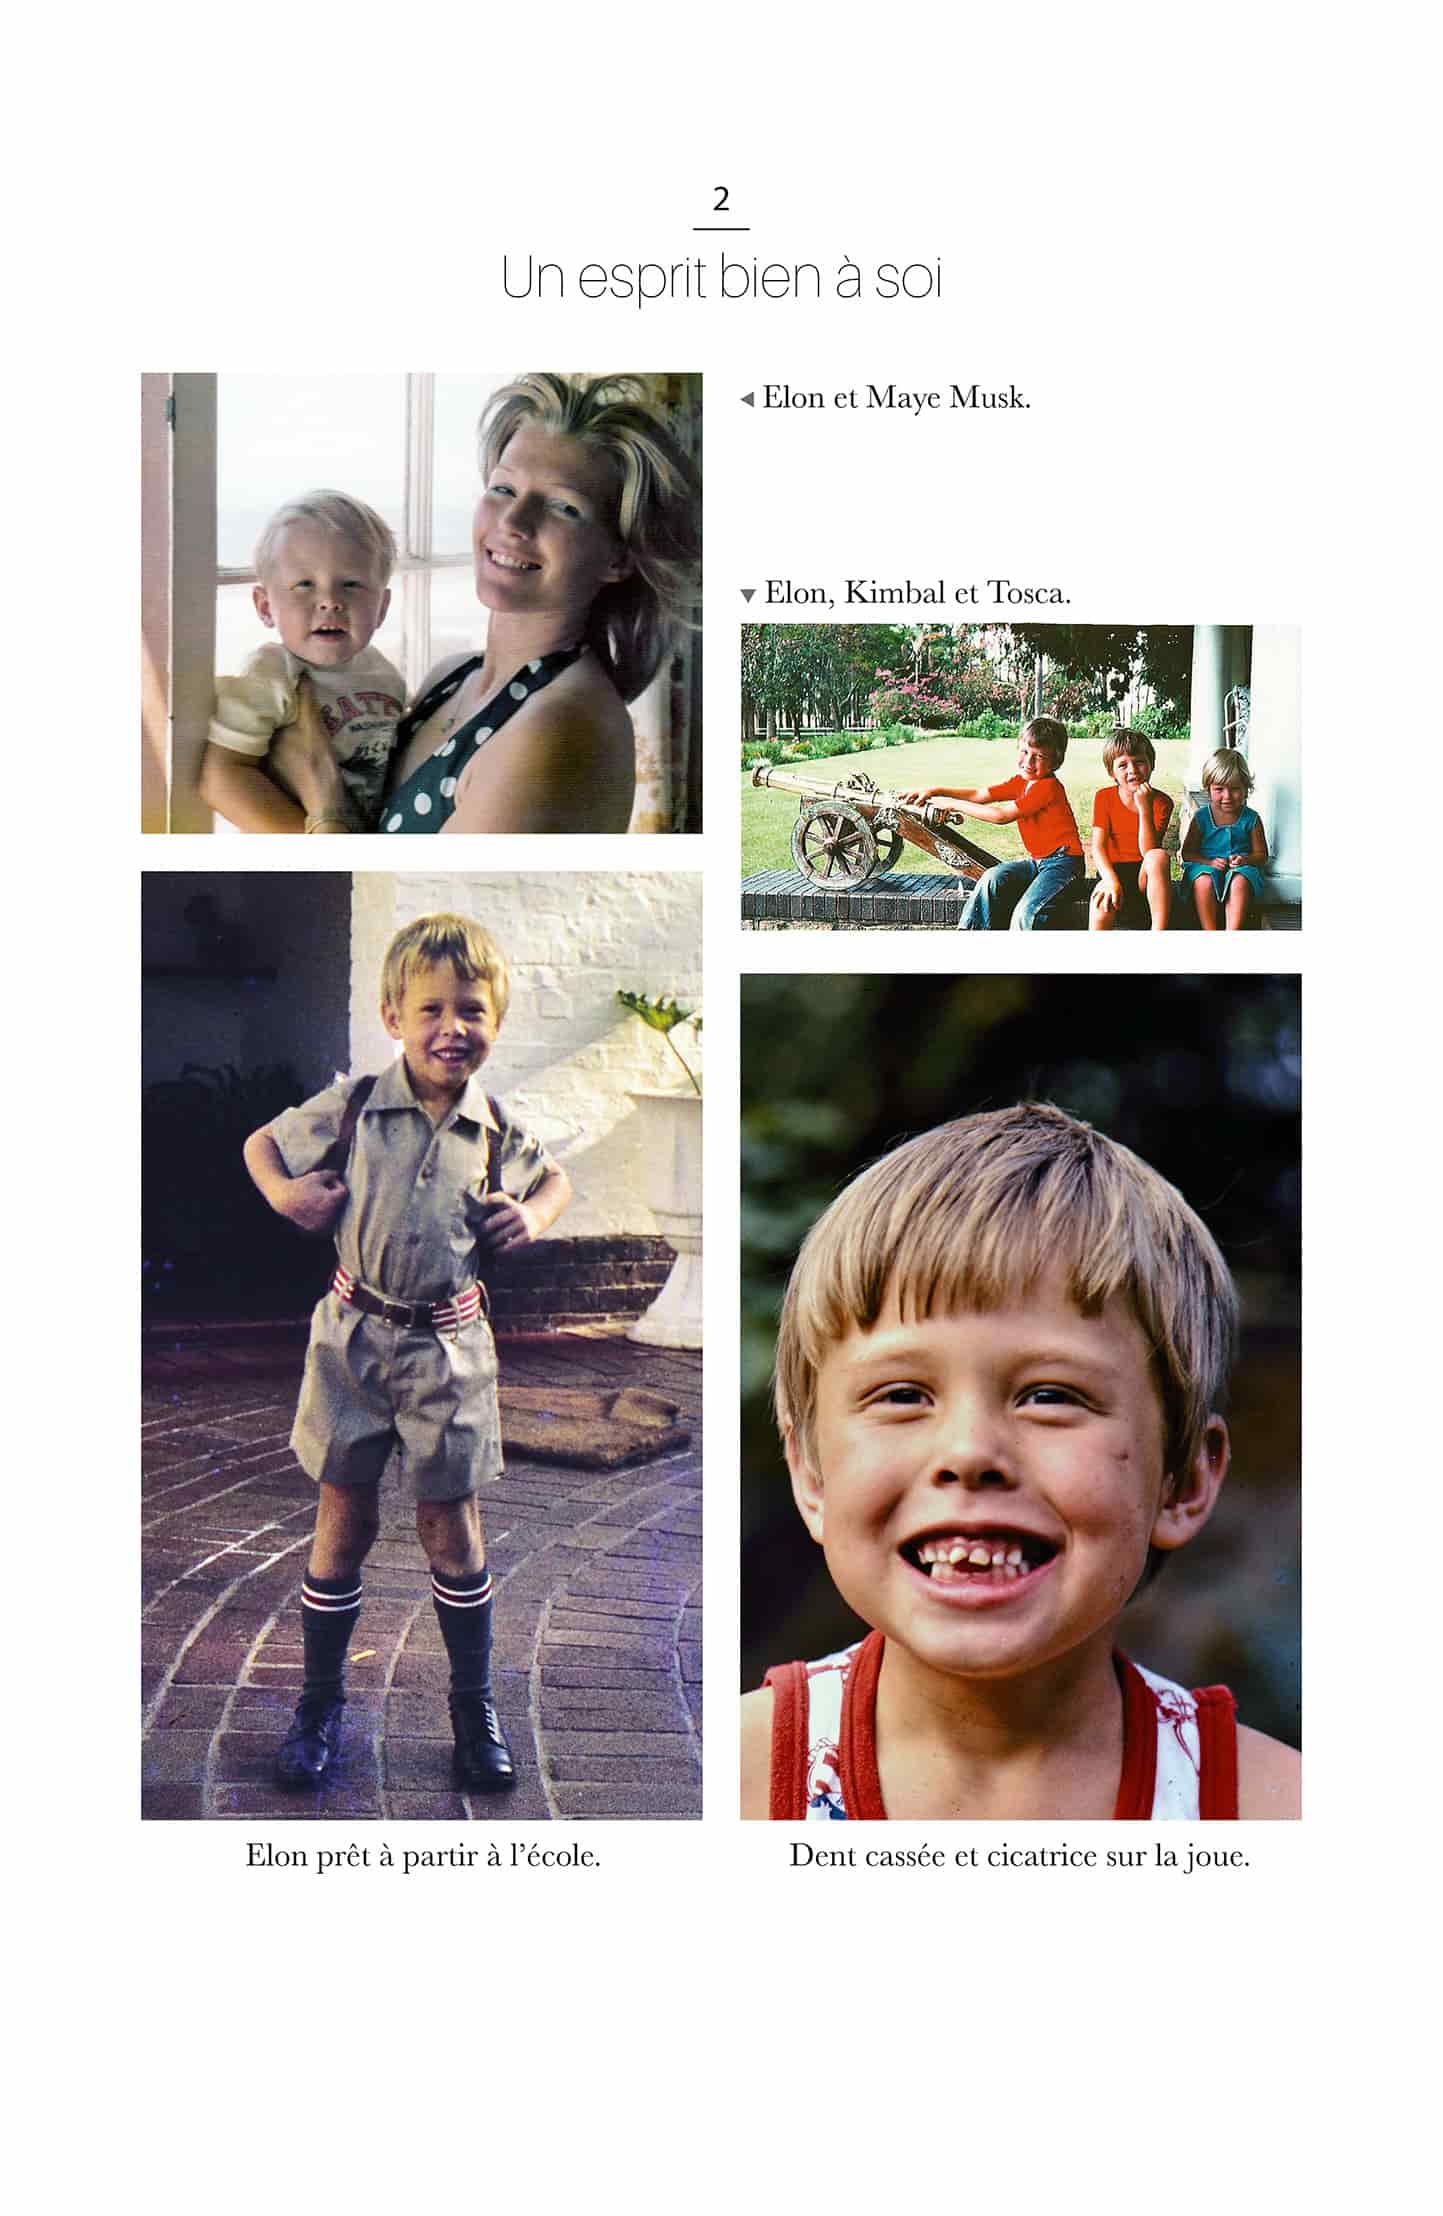 2
Un esprit bien à soi
◄ Elon et Maye Musk.
▼ Elon, Kimbal et Tosca.
Elon prêt à partir à l’école.
Dent cassée et cicatrice sur la joue.